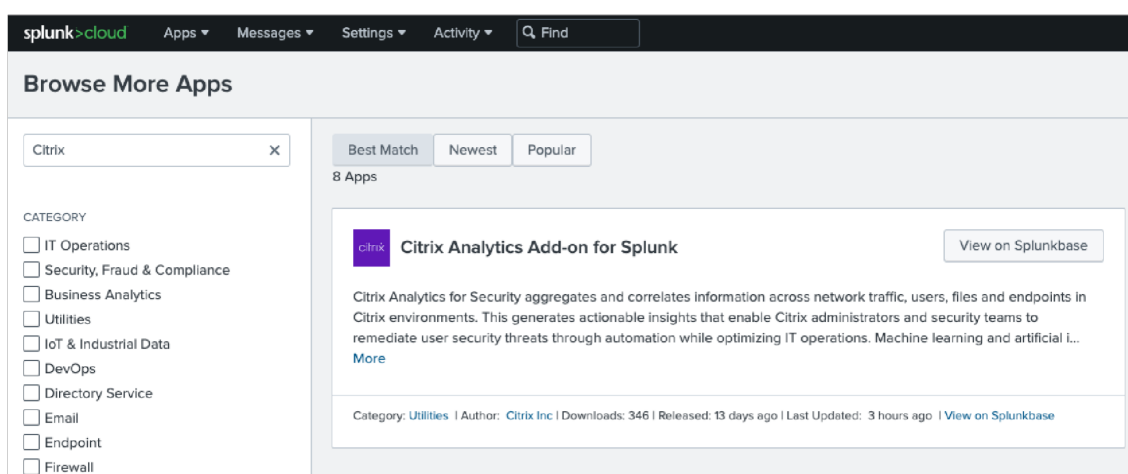 splunk>cloud Apps Messages Settings Activity Find
Browse More Apps
Citrix
Best Match Newest Popular
8 Apps
CATEGORY
IT Operations
Security, Fraud & Compliance
Business Analytics
Utilities
IoT & Industrial Data
DevOps
Directory Service
Email
Endpoint
Firewall
citrix Citrix Analytics Add-on for Splunk View on Splunkbase
Citrix Analytics for Security aggregates and correlates information across network traffic, users, files and endpoints in
Citrix environments. This generates actionable insights that enable Citrix administrators and security teams to
remediate user security threats through automation while optimizing IT operations. Machine learning and artificial i...
More
Category: Utilities | Author: Citrix Inc | Downloads: 346 | Released: 13 days ago | Last Updated: 3 hours ago | View on Splunkbase